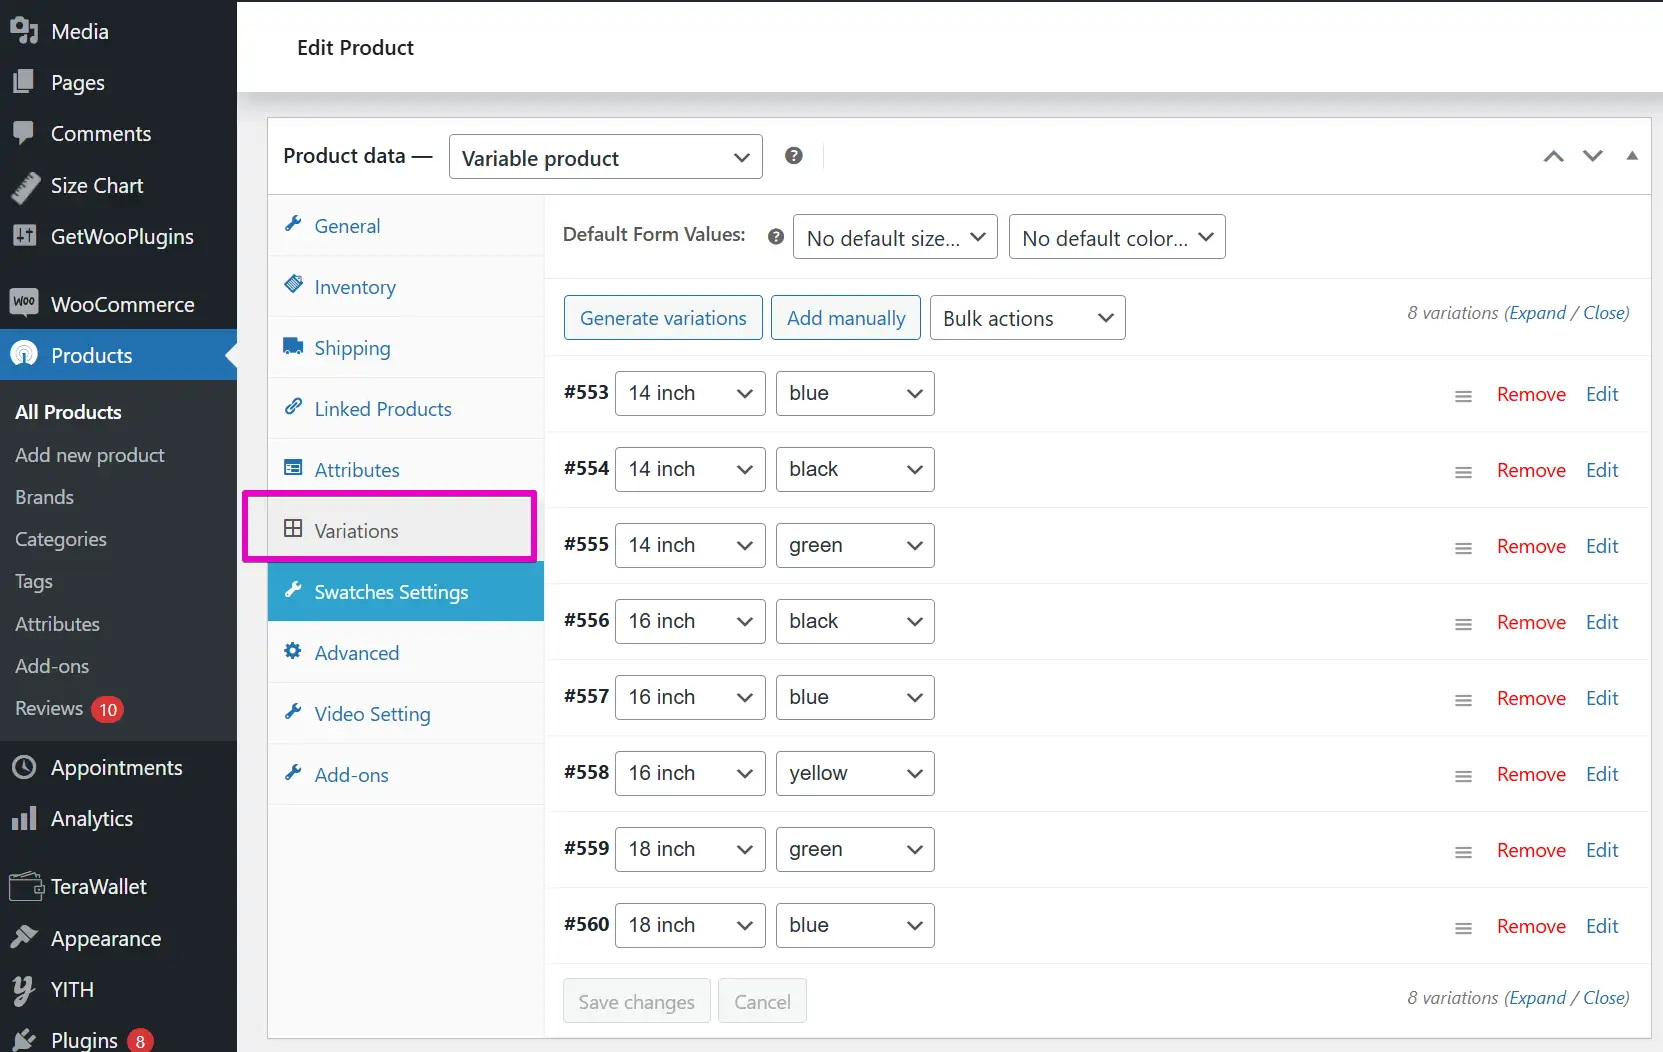 Media
Pages
Comments
Size Chart
GetWooPlugins
Woo WooCommerce
Products
All Products
Add new product
Brands
Categories
Tags
Attributes
Add-ons
Reviews 10
Appointments
Analytics
TeraWallet
Appearance
YITH
Plugins 8
Edit Product
Product data — Variable product
General
Inventory
Shipping
Linked Products
Attributes
Variations
Swatches Settings
Advanced
Video Setting
Add-ons
Default Form Values: No default size... No default color...
Generate variations Add manually Bulk actions 8 variations (Expand / Close)
#553 14 inch blue Remove Edit
#554 14 inch black Remove Edit
#555 14 inch green Remove Edit
#556 16 inch black Remove Edit
#557 16 inch blue Remove Edit
#558 16 inch yellow Remove Edit
#559 18 inch green Remove Edit
#560 18 inch blue Remove Edit
Save changes Cancel 8 variations (Expand / Close)